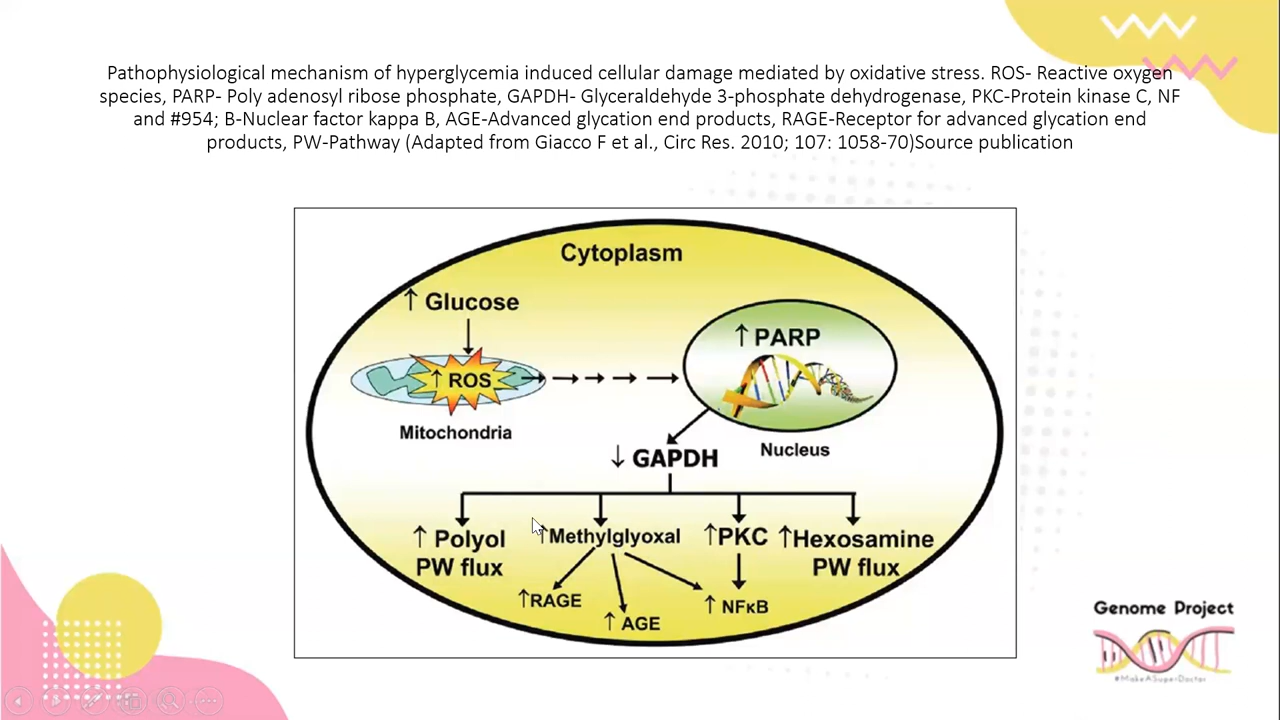 Pathophysiological mechanism of hyperglycemia induced cellular damage mediated by oxidative stress. ROS- Reactive oxygen
species, PARP- Poly adenosyl ribose phosphate, GAPDH- Glyceraldehyde 3-phosphate dehydrogenase, PKC-Protein kinase C, NF
and #954; B-Nuclear factor kappa B, AGE-Advanced glycation end products, RAGE-Receptor for advanced glycation end
products, PW-Pathway (Adapted from Giacco F et al., Circ Res. 2010; 107: 1058-70)Source publication
Cytoplasm
↑ Glucose
↑ PARP
↑ ROS
Mitochondria
Nucleus
↓ GAPDH
↑ Polyol
PW flux
↑Methylglyoxal
↑PKC
↑Hexosamine
PW flux
↑RAGE
↑ AGE
↑ NFκB
Genome Project
#MakeASuperDoctor